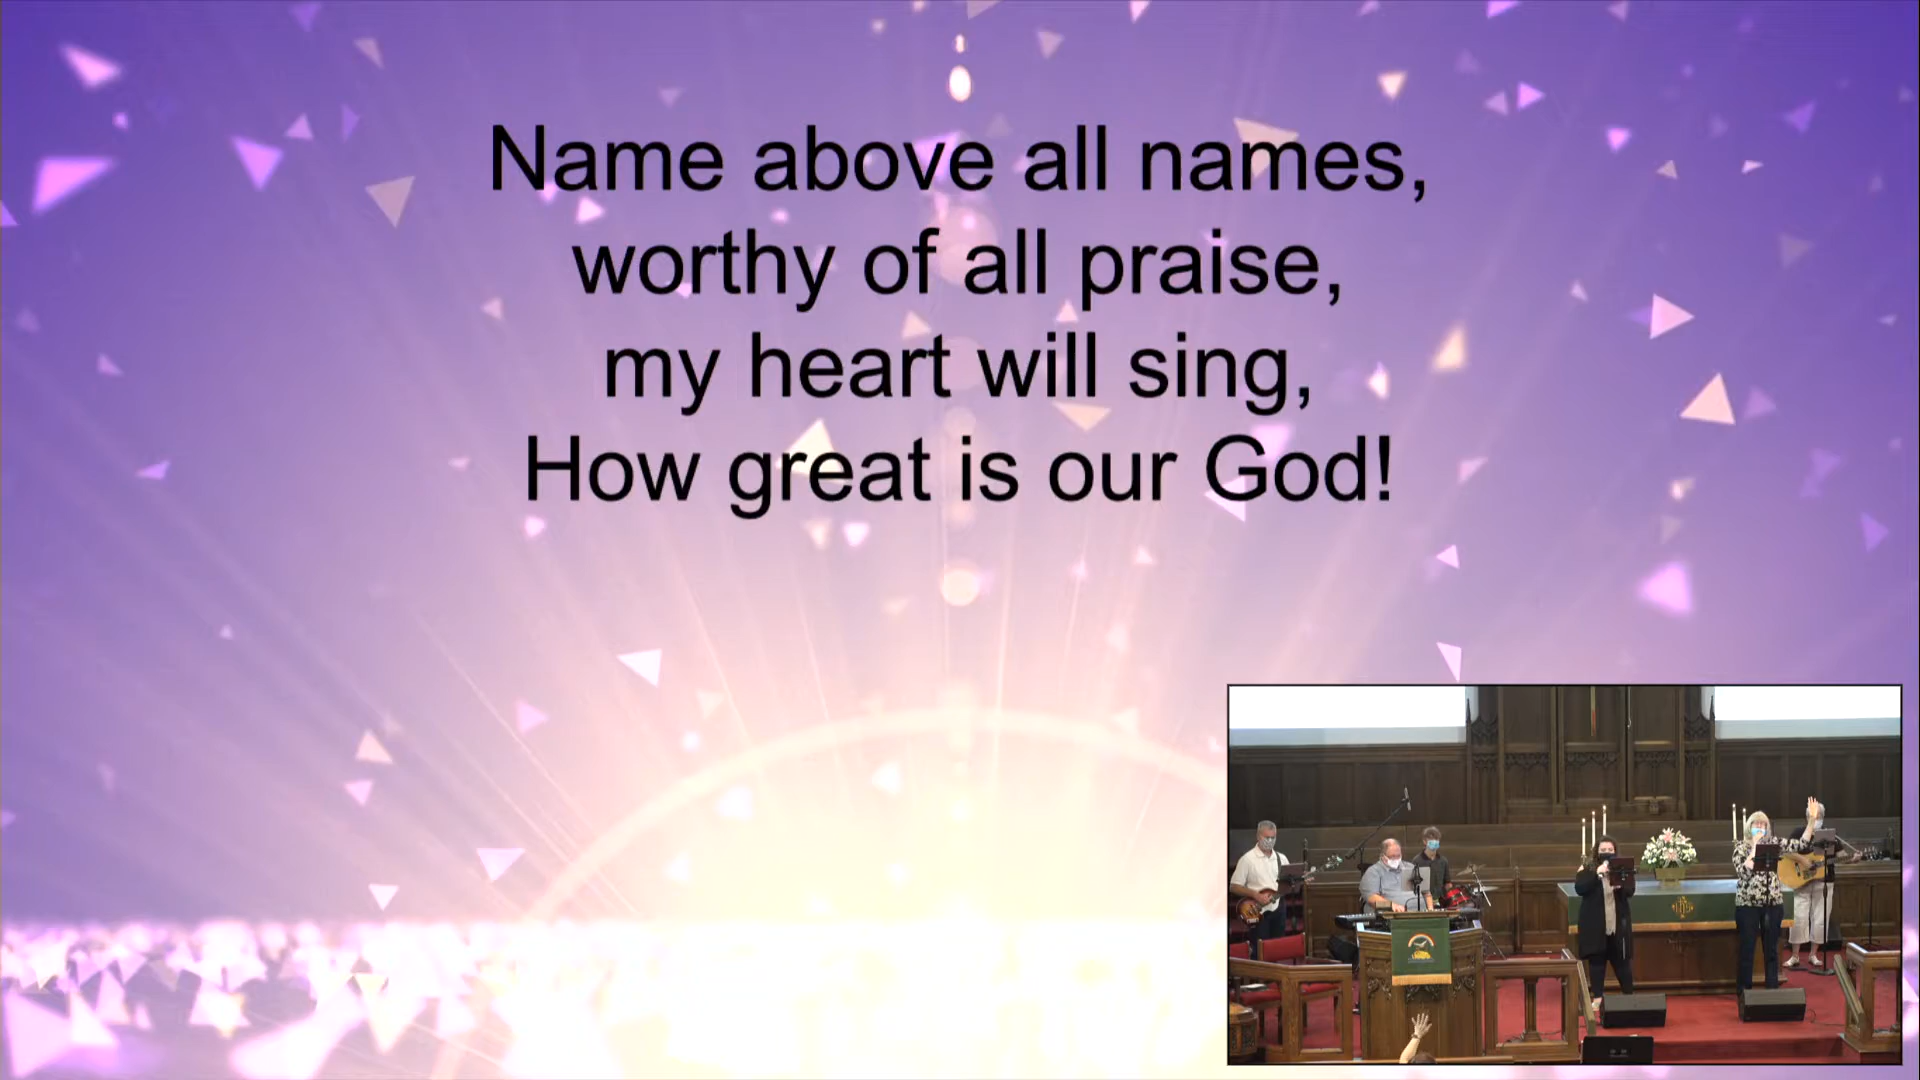 Name above all names,
worthy of all praise,
my heart will sing,
How great is our God!